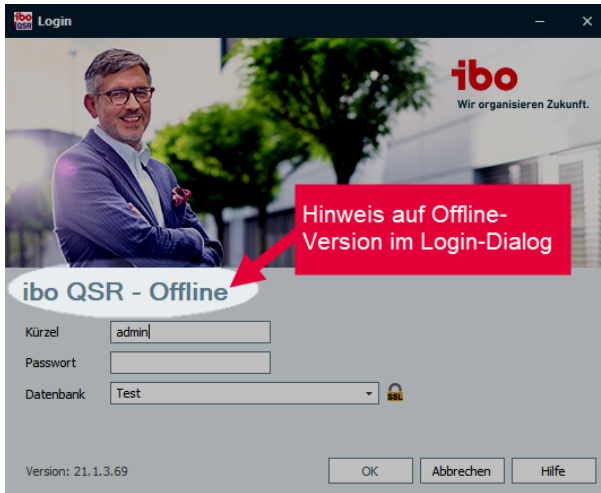 ibo QSR Login
ibo
Wir organisieren Zukunft.
Hinweis auf Offline-
Version im Login-Dialog
ibo QSR - Offline
Kürzel admin
Passwort
Datenbank Test SSL
Version: 21.1.3.69 OK Abbrechen Hilfe